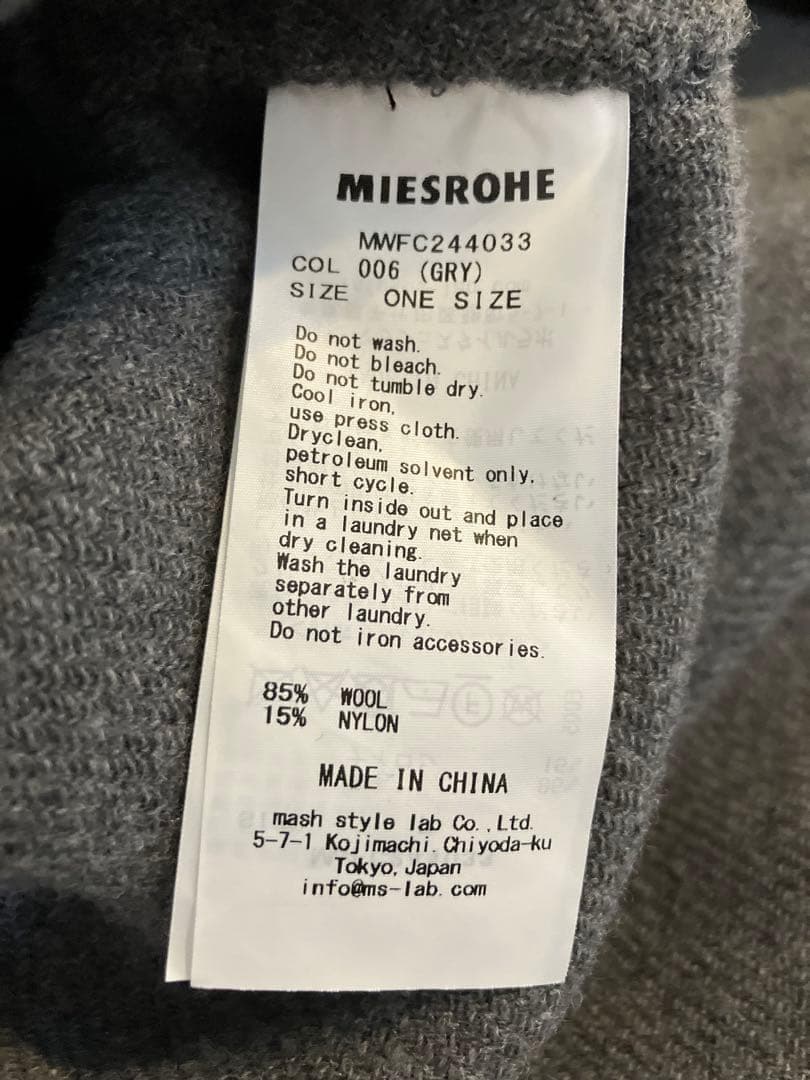 MIESROHE
MWFC244033
COL 006 (GRY)
SIZE ONE SIZE
Do not wash.
Do not bleach.
Do not tumble dry.
Cool iron,
use press cloth.
Dryclean,
petroleum solvent only,
short cycle.
Turn inside out and place
in a laundry net when
dry cleaning.
Wash the laundry
separately from
other laundry.
Do not iron accessories.
85% WOOL
15% NYLON
MADE IN CHINA
mash style lab Co.,Ltd.
5-7-1 Kojimachi Chiyoda-ku
Tokyo, Japan
info@ms-lab.com